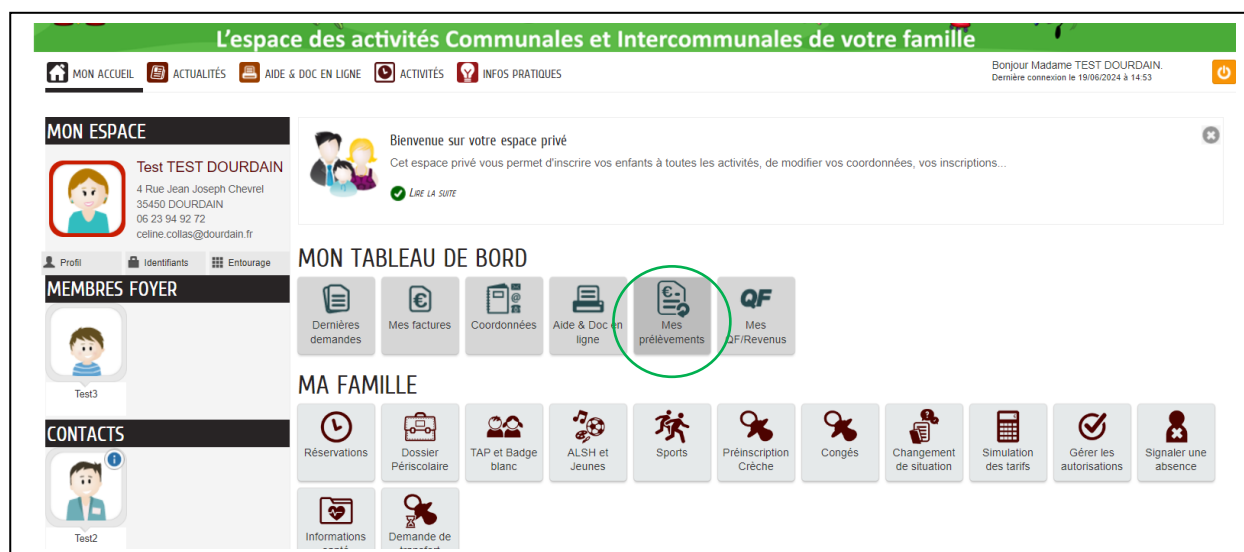 L'espace des activités Communales et Intercommunales de votre famille
MON ACCUEIL ACTUALITÉS AIDE & DOC EN LIGNE ACTIVITÉS INFOS PRATIQUES
Bonjour Madame TEST DOURDAIN.
Dernière connexion le 19/06/2024 à 14:53
MON ESPACE
Test TEST DOURDAIN
4 Rue Jean Joseph Chevrel
35450 DOURDAIN
06 23 94 92 72
celine.collas@dourdain.fr
Profil Identifiants Entourage
MEMBRES FOYER
Test3
CONTACTS
Test2
Bienvenue sur votre espace privé
Cet espace privé vous permet d'inscrire vos enfants à toutes les activités, de modifier vos coordonnées, vos inscriptions...
LIRE LA SUITE
MON TABLEAU DE BORD
Dernières
demandes
Mes factures
Coordonnées
Aide & Doc en
ligne
Mes
prélèvements
QF
Mes
QF/Revenus
MA FAMILLE
Réservations
Dossier
Périscolaire
TAP et Badge
blanc
ALSH et
Jeunes
Sports
Préinscription
Crèche
Congés
Changement
de situation
Simulation
des tarifs
Gérer les
autorisations
Signaler une
absence
Informations
santé
Demande de
transfert